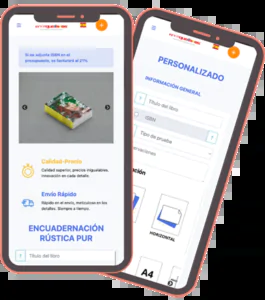 Si se adjunta ISBN en el
presupuesto, se facturará al 21%
Calidad-Precio
Calidad superior, precios inigualables.
Innovación en cada detalle.
Envío Rápido
Rápido en el envío, meticuloso en los
detalles. Siempre a tiempo.
ENCUADERNACIÓN
RÚSTICA PUR
Título del libro
PERSONALIZADO
INFORMACIÓN GENERAL
Título del libro
ISBN
Tipo de prueba
HORIZONTAL
A4